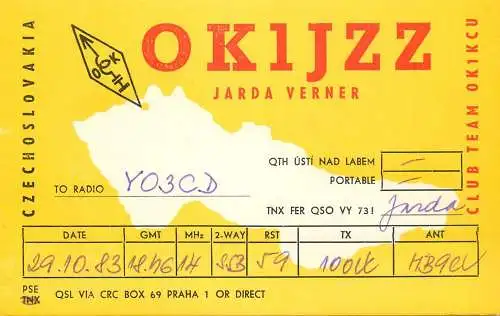 OK1JZZ
JARDA VERNER
CZECHOSLOVAKIA
CLUB TEAM OK1KCU
OK
QTH ÚSTÍ NAD LABEM –
PORTABLE –
TO RADIO YO3CD
TNX FER QSO VY 73! Jarda
DATE GMT MHz 2-WAY RST TX ANT
29.10.83 14 SSB 59 HB9CV
PSE
TNX QSL VIA CRC BOX 69 PRAHA 1 OR DIRECT